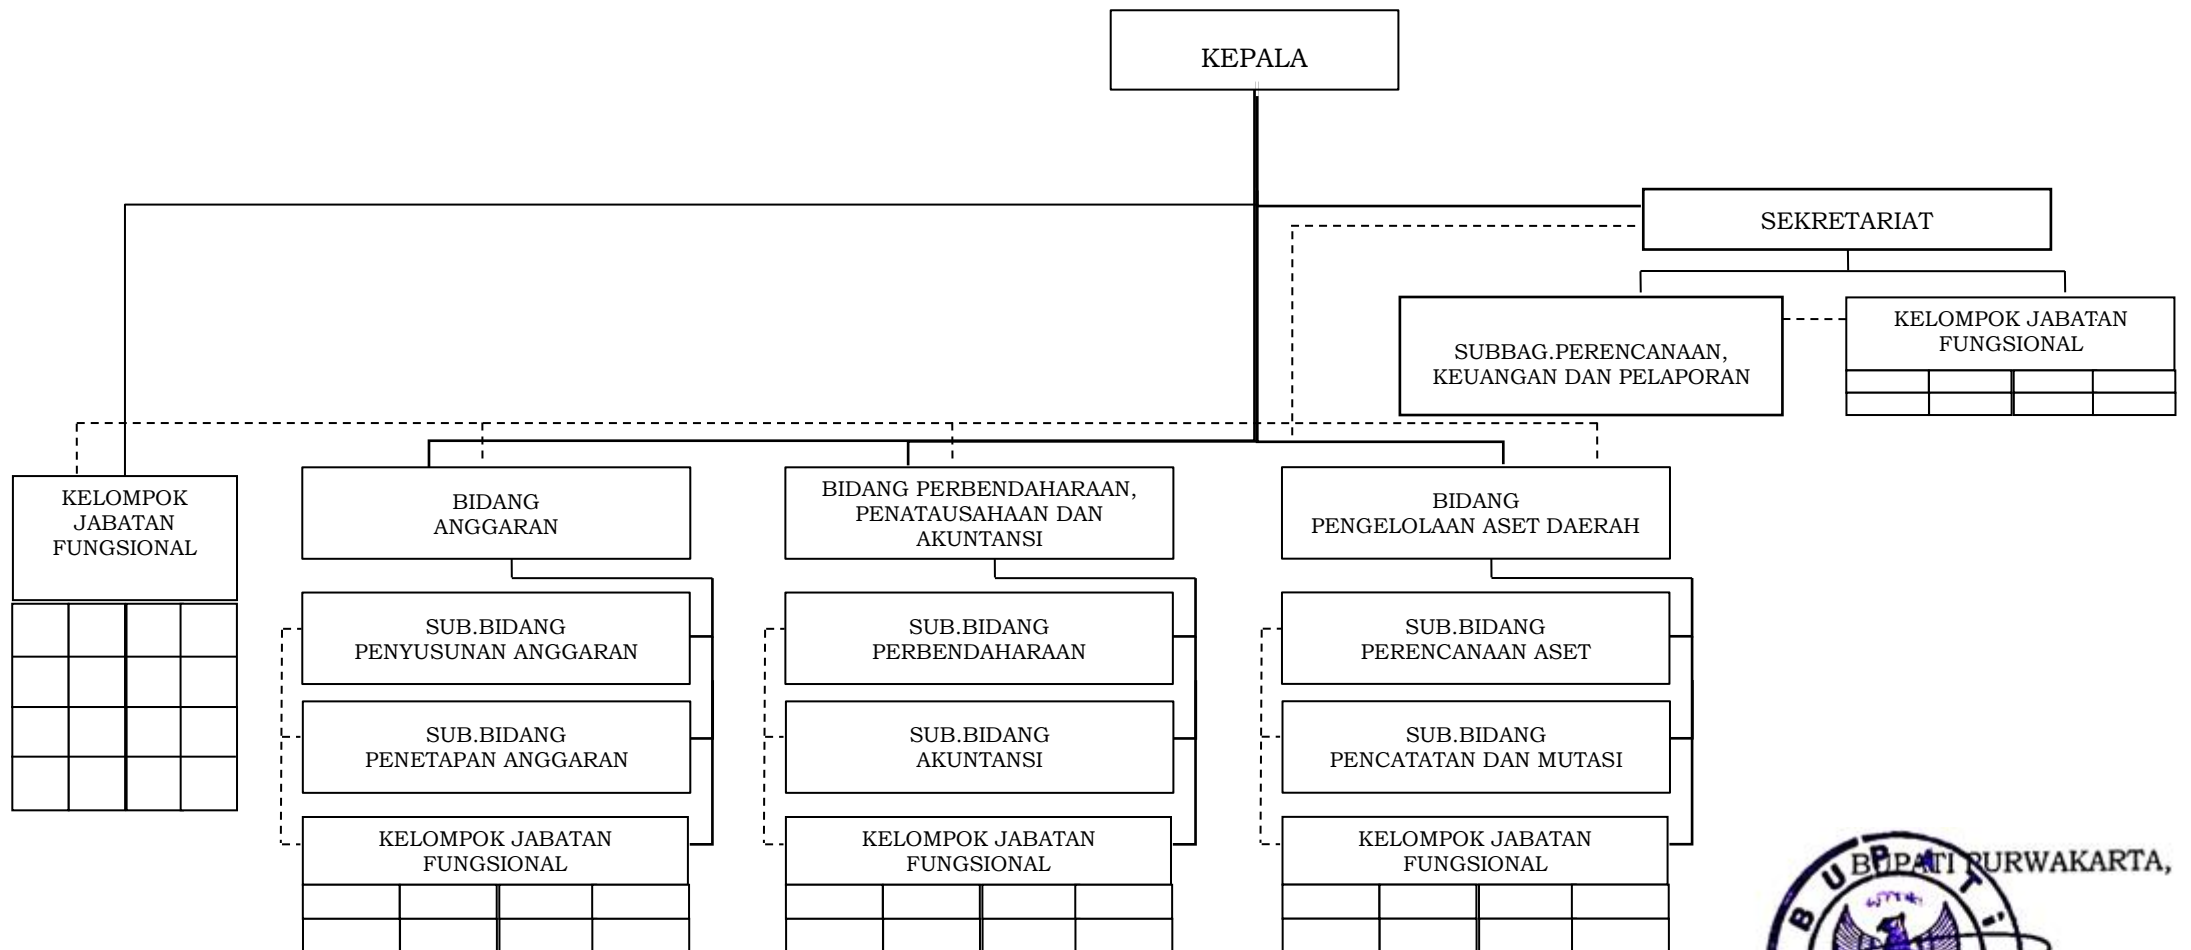 KEPALA
SEKRETARIAT
SUBBAG.PERENCANAAN,
KEUANGAN DAN PELAPORAN
KELOMPOK JABATAN
FUNGSIONAL
KELOMPOK
JABATAN
FUNGSIONAL
BIDANG
ANGGARAN
SUB.BIDANG
PENYUSUNAN ANGGARAN
SUB.BIDANG
PENETAPAN ANGGARAN
KELOMPOK JABATAN
FUNGSIONAL
BIDANG PERBENDAHARAAN,
PENATAUSAHAAN DAN
AKUNTANSI
SUB.BIDANG
PERBENDAHARAAN
SUB.BIDANG
AKUNTANSI
KELOMPOK JABATAN
FUNGSIONAL
BIDANG
PENGELOLAAN ASET DAERAH
SUB.BIDANG
PERENCANAAN ASET
SUB.BIDANG
PENCATATAN DAN MUTASI
KELOMPOK JABATAN
FUNGSIONAL
BUPATI PURWAKARTA,
BUPATI